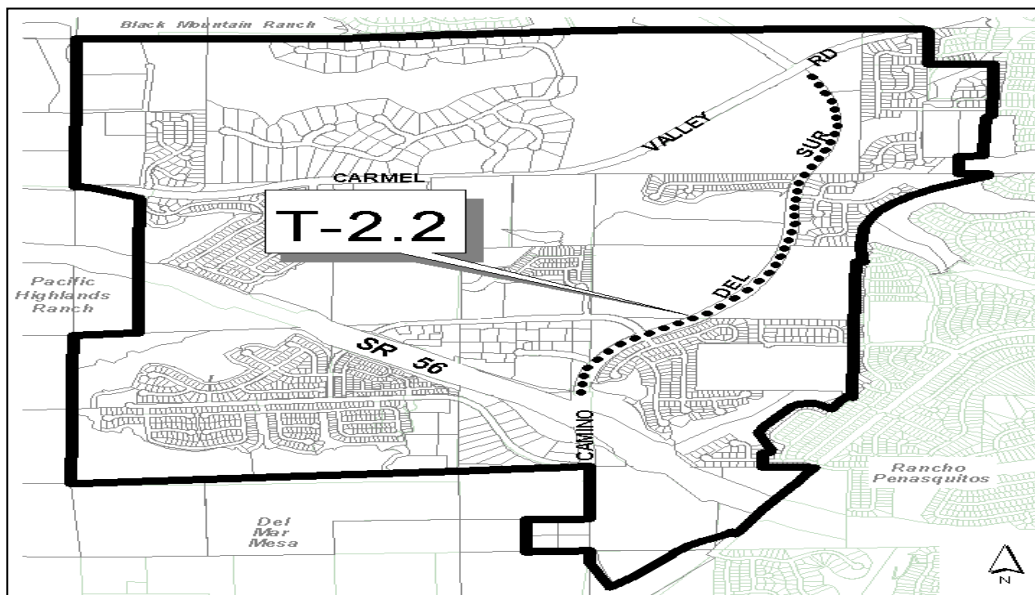 Black Mountain Ranch
RD
VALLEY
SUR
CARMEL
T-2.2
Pacific
Highlands
Ranch
DEL
SR 56
CAMINO
Rancho
Penasquitos
Del
Mar
Mesa
N